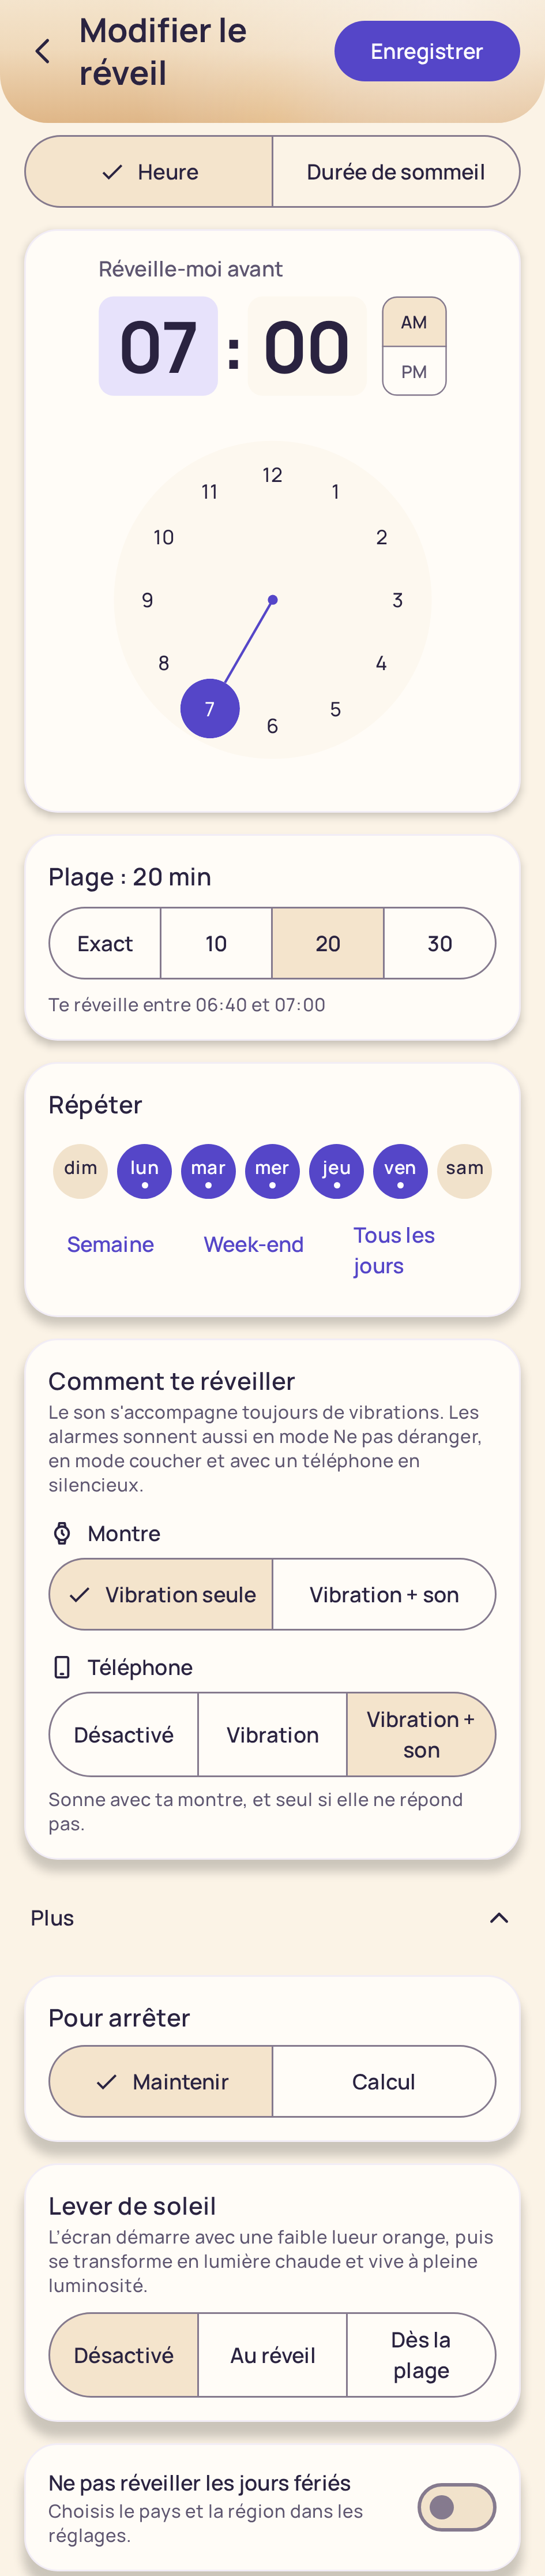 Modifier le
réveil
Enregistrer
Heure
Durée de sommeil
Réveille-moi avant
07 : 00
AM
PM
12
11
1
10
2
9
3
8
4
7
5
6
Plage : 20 min
Exact
10
20
30
Te réveille entre 06:40 et 07:00
Répéter
dim
lun
mar
mer
jeu
ven
sam
Semaine
Week-end
Tous les
jours
Comment te réveiller
Le son s'accompagne toujours de vibrations. Les
alarmes sonnent aussi en mode Ne pas déranger,
en mode coucher et avec un téléphone en
silencieux.
Montre
Vibration seule
Vibration + son
Téléphone
Désactivé
Vibration
Vibration +
son
Sonne avec ta montre, et seul si elle ne répond
pas.
Plus
Pour arrêter
Maintenir
Calcul
Lever de soleil
L'écran démarre avec une faible lueur orange, puis
se transforme en lumière chaude et vive à pleine
luminosité.
Désactivé
Au réveil
Dès la
plage
Ne pas réveiller les jours fériés
Choisis le pays et la région dans les
réglages.